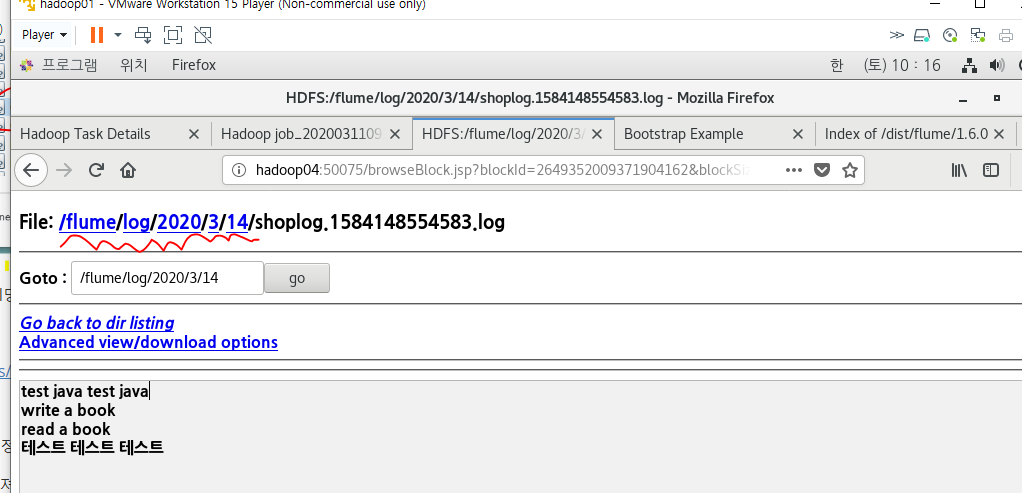 hadoop01 - VMware Workstation 15 Player (Non-commercial use only)
Player
프로그램 위치 Firefox 한 (토) 10 : 16
HDFS:/flume/log/2020/3/14/shoplog.1584148554583.log - Mozilla Firefox
Hadoop Task Details Hadoop job_2020031109 HDFS:/flume/log/2020/3/ Bootstrap Example Index of /dist/flume/1.6.0
hadoop04:50075/browseBlock.jsp?blockId=2649352009371904162&blockSiz
File: /flume/log/2020/3/14/shoplog.1584148554583.log
Goto : /flume/log/2020/3/14 go
Go back to dir listing
Advanced view/download options
test java test java
write a book
read a book
테스트 테스트 테스트